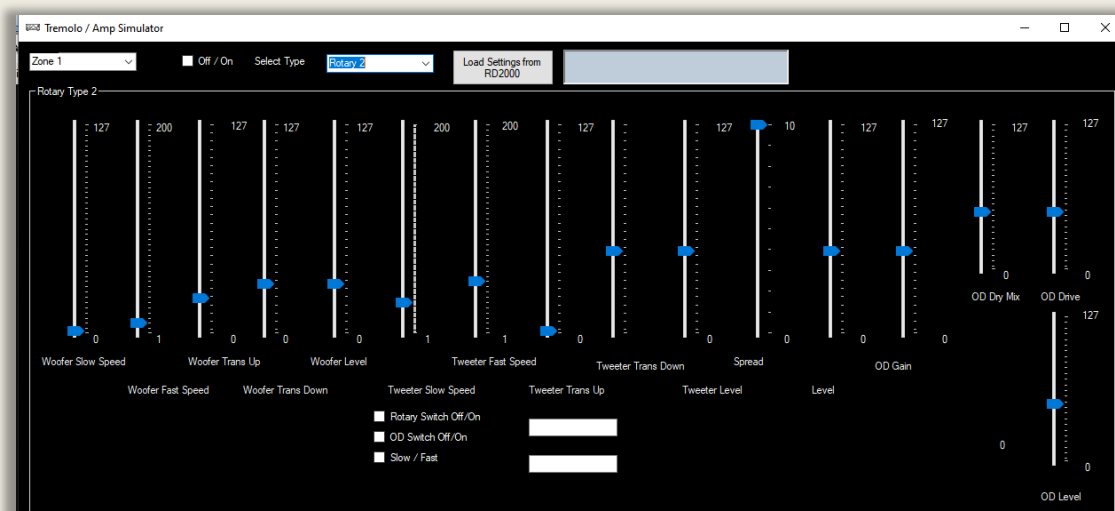 Tremolo / Amp Simulator
Zone 1
Off / On
Select Type
Rotary 2
Load Settings from
RD2000
Rotary Type 2
127 200 127 127 127 200 200 127 127 10 127 127 127 127
0 1 0 0 0 1 1 0 0 0 0 0 0
Woofer Slow Speed
Woofer Trans Up
Woofer Level
Tweeter Fast Speed
Tweeter Trans Down
Spread
OD Gain
OD Dry Mix
OD Drive
127
Woofer Fast Speed
Woofer Trans Down
Tweeter Slow Speed
Tweeter Trans Up
Tweeter Level
Level
Rotary Switch Off/On
OD Switch Off/On
Slow / Fast
0
0
OD Level